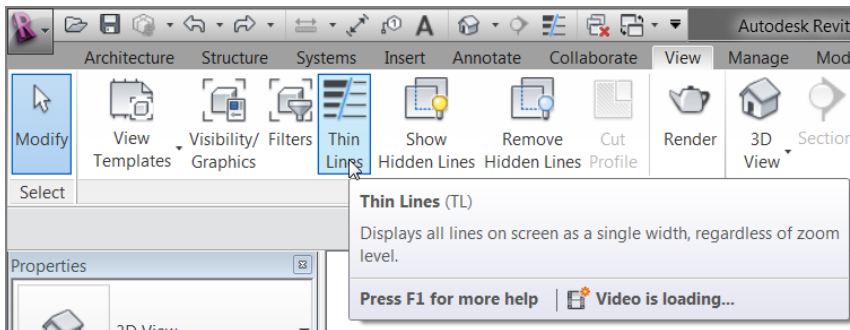 Autodesk Revit
Architecture Structure Systems Insert Annotate Collaborate View Manage Mod
Modify View Templates Visibility/ Graphics Filters Thin Lines Show Hidden Lines Remove Hidden Lines Cut Profile Render 3D View Section
Select
Thin Lines (TL)
Displays all lines on screen as a single width, regardless of zoom
level.
Press F1 for more help Video is loading...
Properties
3D View